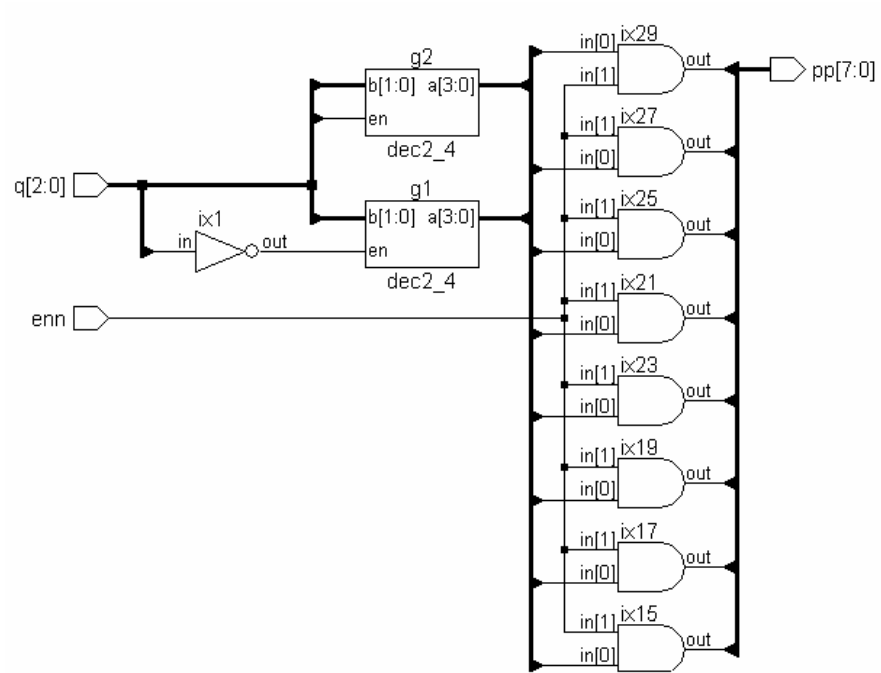 g2
b[1:0] a[3:0]
en
dec2_4
g1
b[1:0] a[3:0]
en
dec2_4
q[2:0]
ix1
in
out
enn
in[0]
ix29
out
in[1]
pp[7:0]
in[1]
ix27
out
in[0]
in[1]
ix25
out
in[0]
in[1]
ix21
out
in[0]
in[1]
ix23
out
in[0]
in[1]
ix19
out
in[0]
in[1]
ix17
out
in[0]
in[1]
ix15
out
in[0]